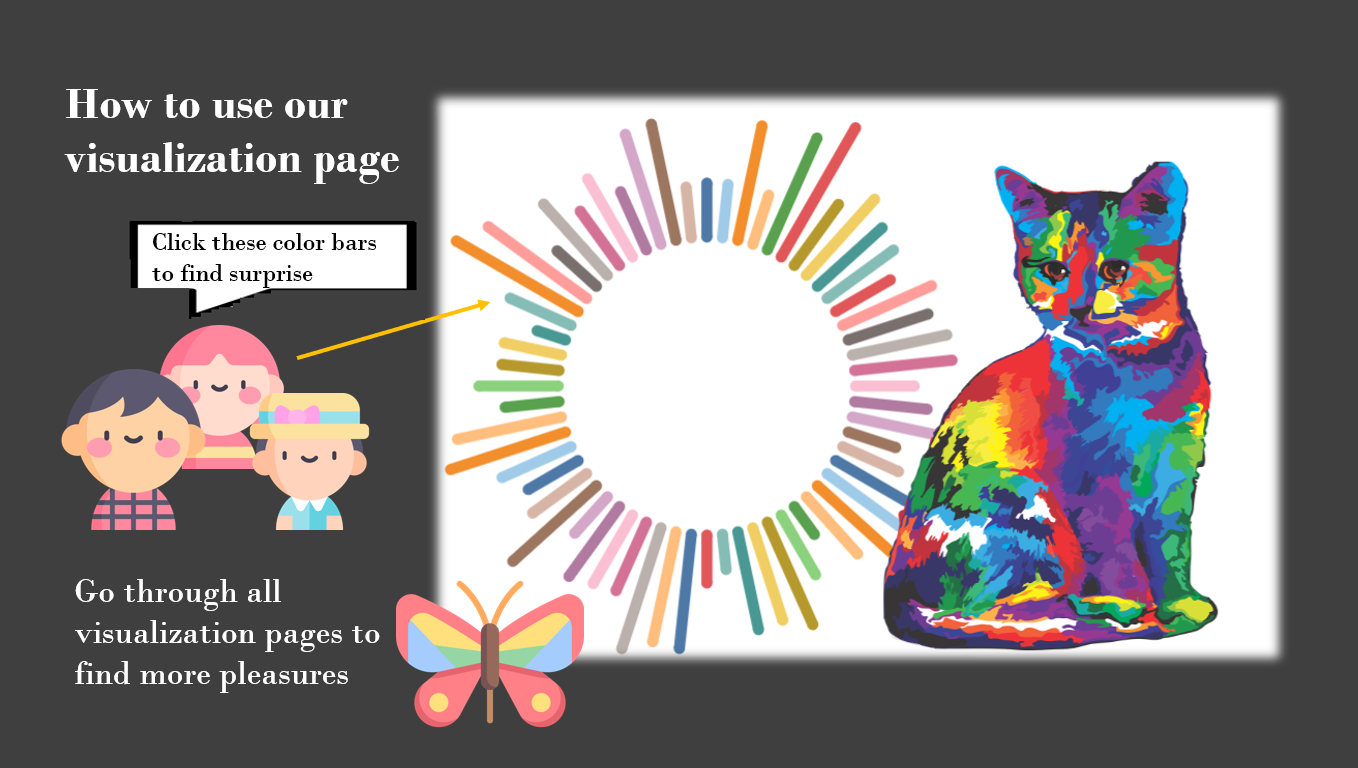 How to use our
visualization page
Click these color bars
to find surprise
Go through all
visualization pages to
find more pleasures